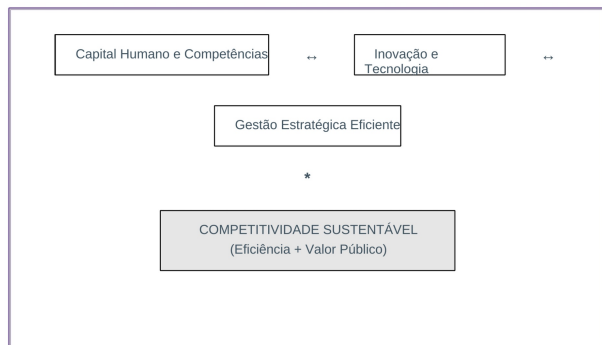 Capital Humano e Competências ↔ Inovação e ↔
Tecnologia
Gestão Estratégica Eficiente
*
COMPETITIVIDADE SUSTENTÁVEL
(Eficiência + Valor Público)